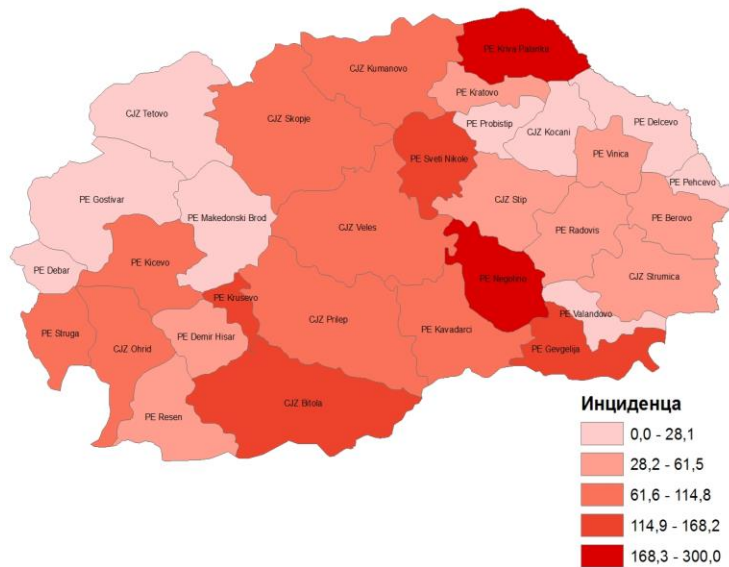 PE Kriva Palanka
CJZ Kumanovo
PE Kratovo
CJZ Tetovo
CJZ Skopje
PE Probistip
CJZ Kocani
PE Delcevo
PE Vinica
PE Sveti Nikole
PE Pehcevo
PE Gostivar
PE Makedonski Brod
CJZ Stip
PE Berovo
CJZ Veles
PE Radovis
PE Kicevo
PE Debar
CJZ Strumica
PE Negotino
PE Krusevo
PE Valandovo
CJZ Prilep
PE Struga
CJZ Ohrid
PE Demir Hisar
PE Kavadarci
PE Gevgelija
CJZ Bitola
PE Resen
Инциденца
0,0 - 28,1
28,2 - 61,5
61,6 - 114,8
114,9 - 168,2
168,3 - 300,0